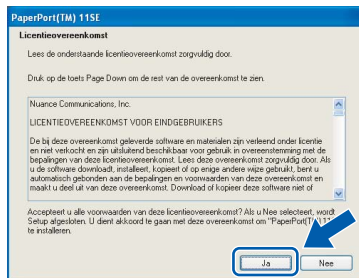 PaperPort(TM) 11SE
Licentieovereenkomst
Lees de onderstaande licentieovereenkomst zorgvuldig door.
Druk op de toets Page Down om de rest van de overeenkomst te zien.
Nuance Communications, Inc.
LICENTIEOVEREENKOMST VOOR EINDGEBRUIKERS
De bij deze overeenkomst geleverde software en materialen zijn verleend onder licentie
en niet verkocht en zijn uitsluitend beschikbaar voor gebruik in overeenstemming met de
bepalingen van deze licentieovereenkomst. Lees deze overeenkomst zorgvuldig door. Als
u de software downloadt, installeert, kopieert of op enige andere wijze gebruikt, bent u
automatisch gebonden aan de bepalingen en voorwaarden van deze overeenkomst en
maakt u deel uit van deze overeenkomst. Download of kopieer deze software niet of
Accepteert u alle voorwaarden van deze licentieovereenkomst? Als u Nee selecteert, wordt
Setup afgesloten. U dient akkoord te gaan met deze overeenkomst om "PaperPort(TM) 11
te installeren.
Ja
Nee